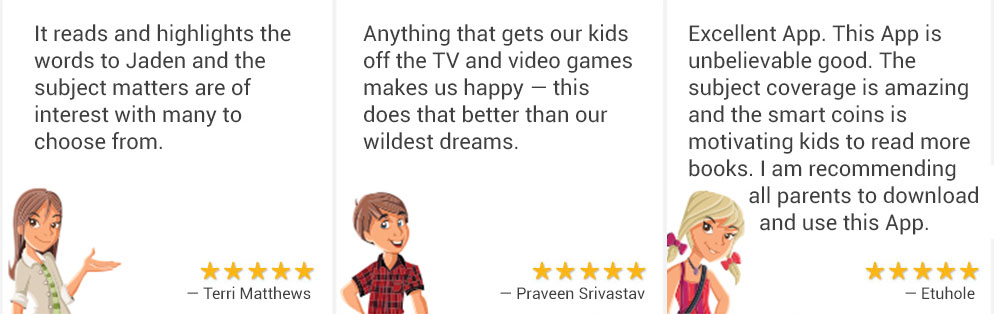 It reads and highlights the
words to Jaden and the
subject matters are of
interest with many to
choose from.
— Terri Matthews
Anything that gets our kids
off the TV and video games
makes us happy — this
does that better than our
wildest dreams.
— Praveen Srivastav
Excellent App. This App is
unbelievable good. The
subject coverage is amazing
and the smart coins is
motivating kids to read more
books. I am recommending
all parents to download
and use this App.
— Etuhole